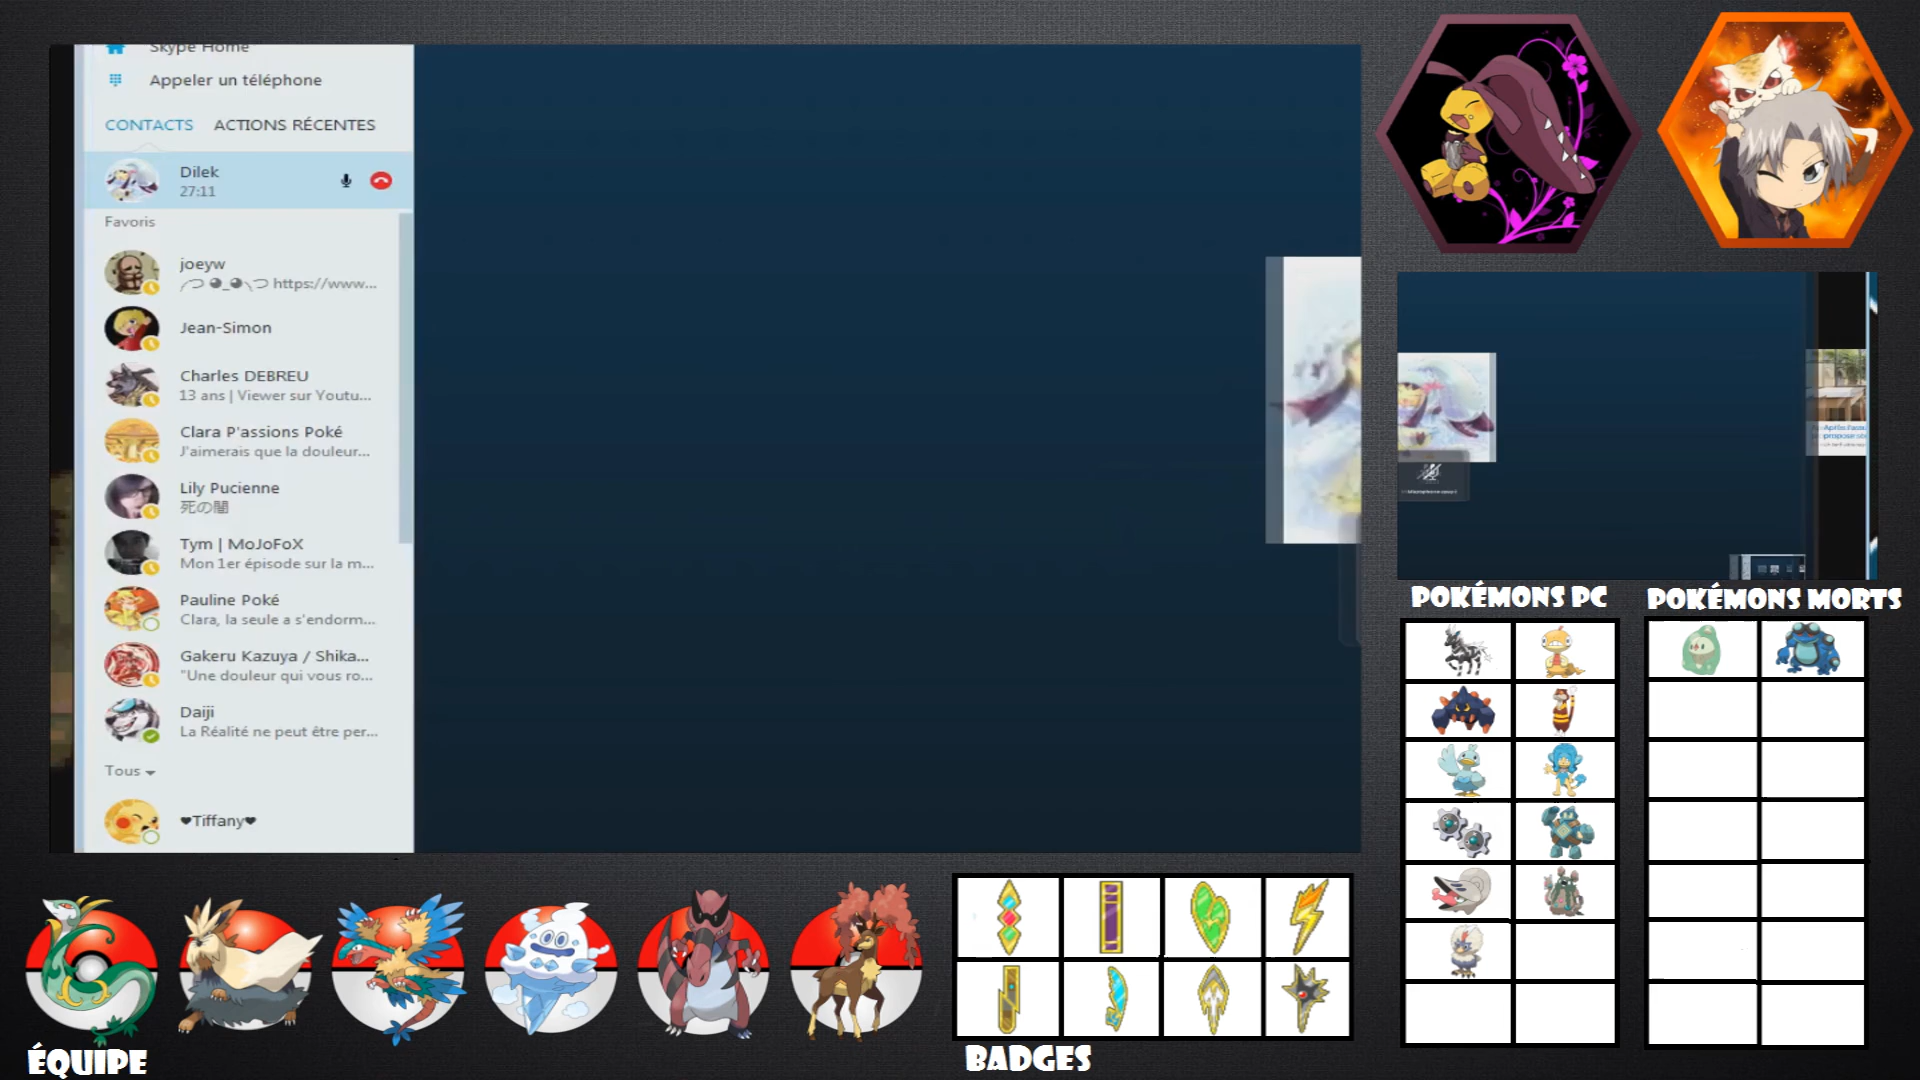 Skype Home
Appeler un téléphone
CONTACTS ACTIONS RÉCENTES
Dilek
27:11
Favoris
joeyw
https://www...
Jean-Simon
Charles DEBREU
13 ans | Viewer sur Youtu...
Clara P'assions Poké
J'aimerais que la douleur...
Lily Pucienne
死の闇
Tym | MoJoFoX
Mon 1er épisode sur la m...
Pauline Poké
Clara, la seule a s'endorm...
Gakeru Kazuya / Shika...
"Une douleur qui vous ro...
Daiji
La Réalité ne peut être per...
Tous
❤Tiffany❤
POKÉMONS PC
POKÉMONS MORTS
ÉQUIPE
BADGES